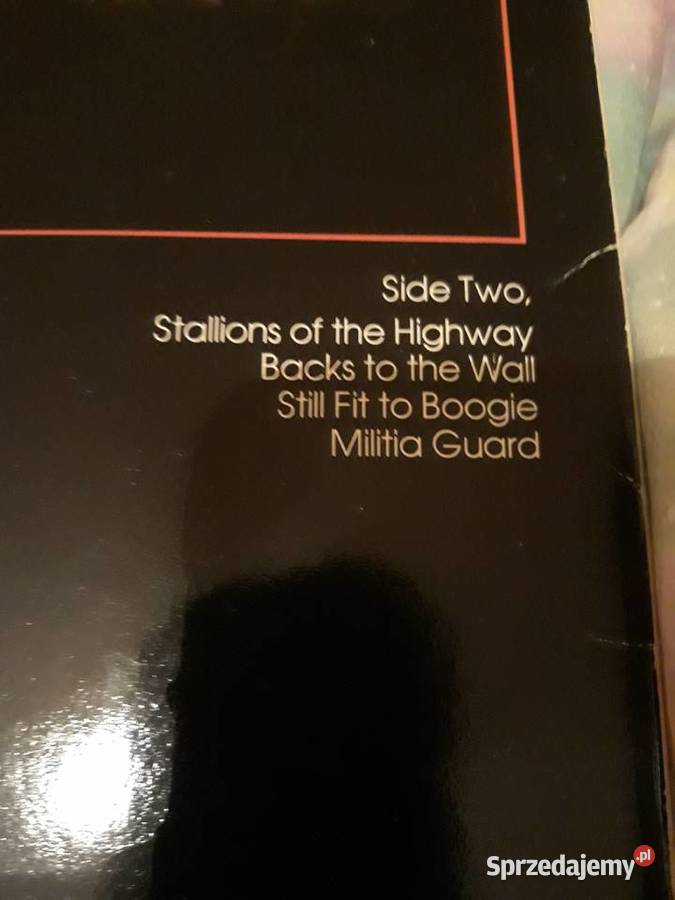 Side Two,
Stallions of the Highway
Backs to the Wall
Still Fit to Boogie
Militia Guard
Sprzedajemy.pl